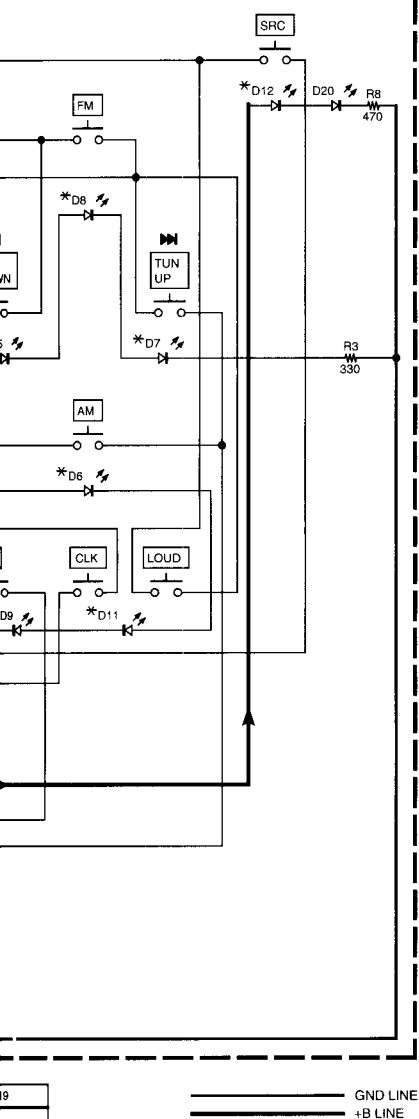 SRC
*D12 D20 R8
470
FM
*D8
TUN
UP
*D7
R3
330
AM
*D6
CLK
LOUD
D9
*D11
GND LINE
+B LINE